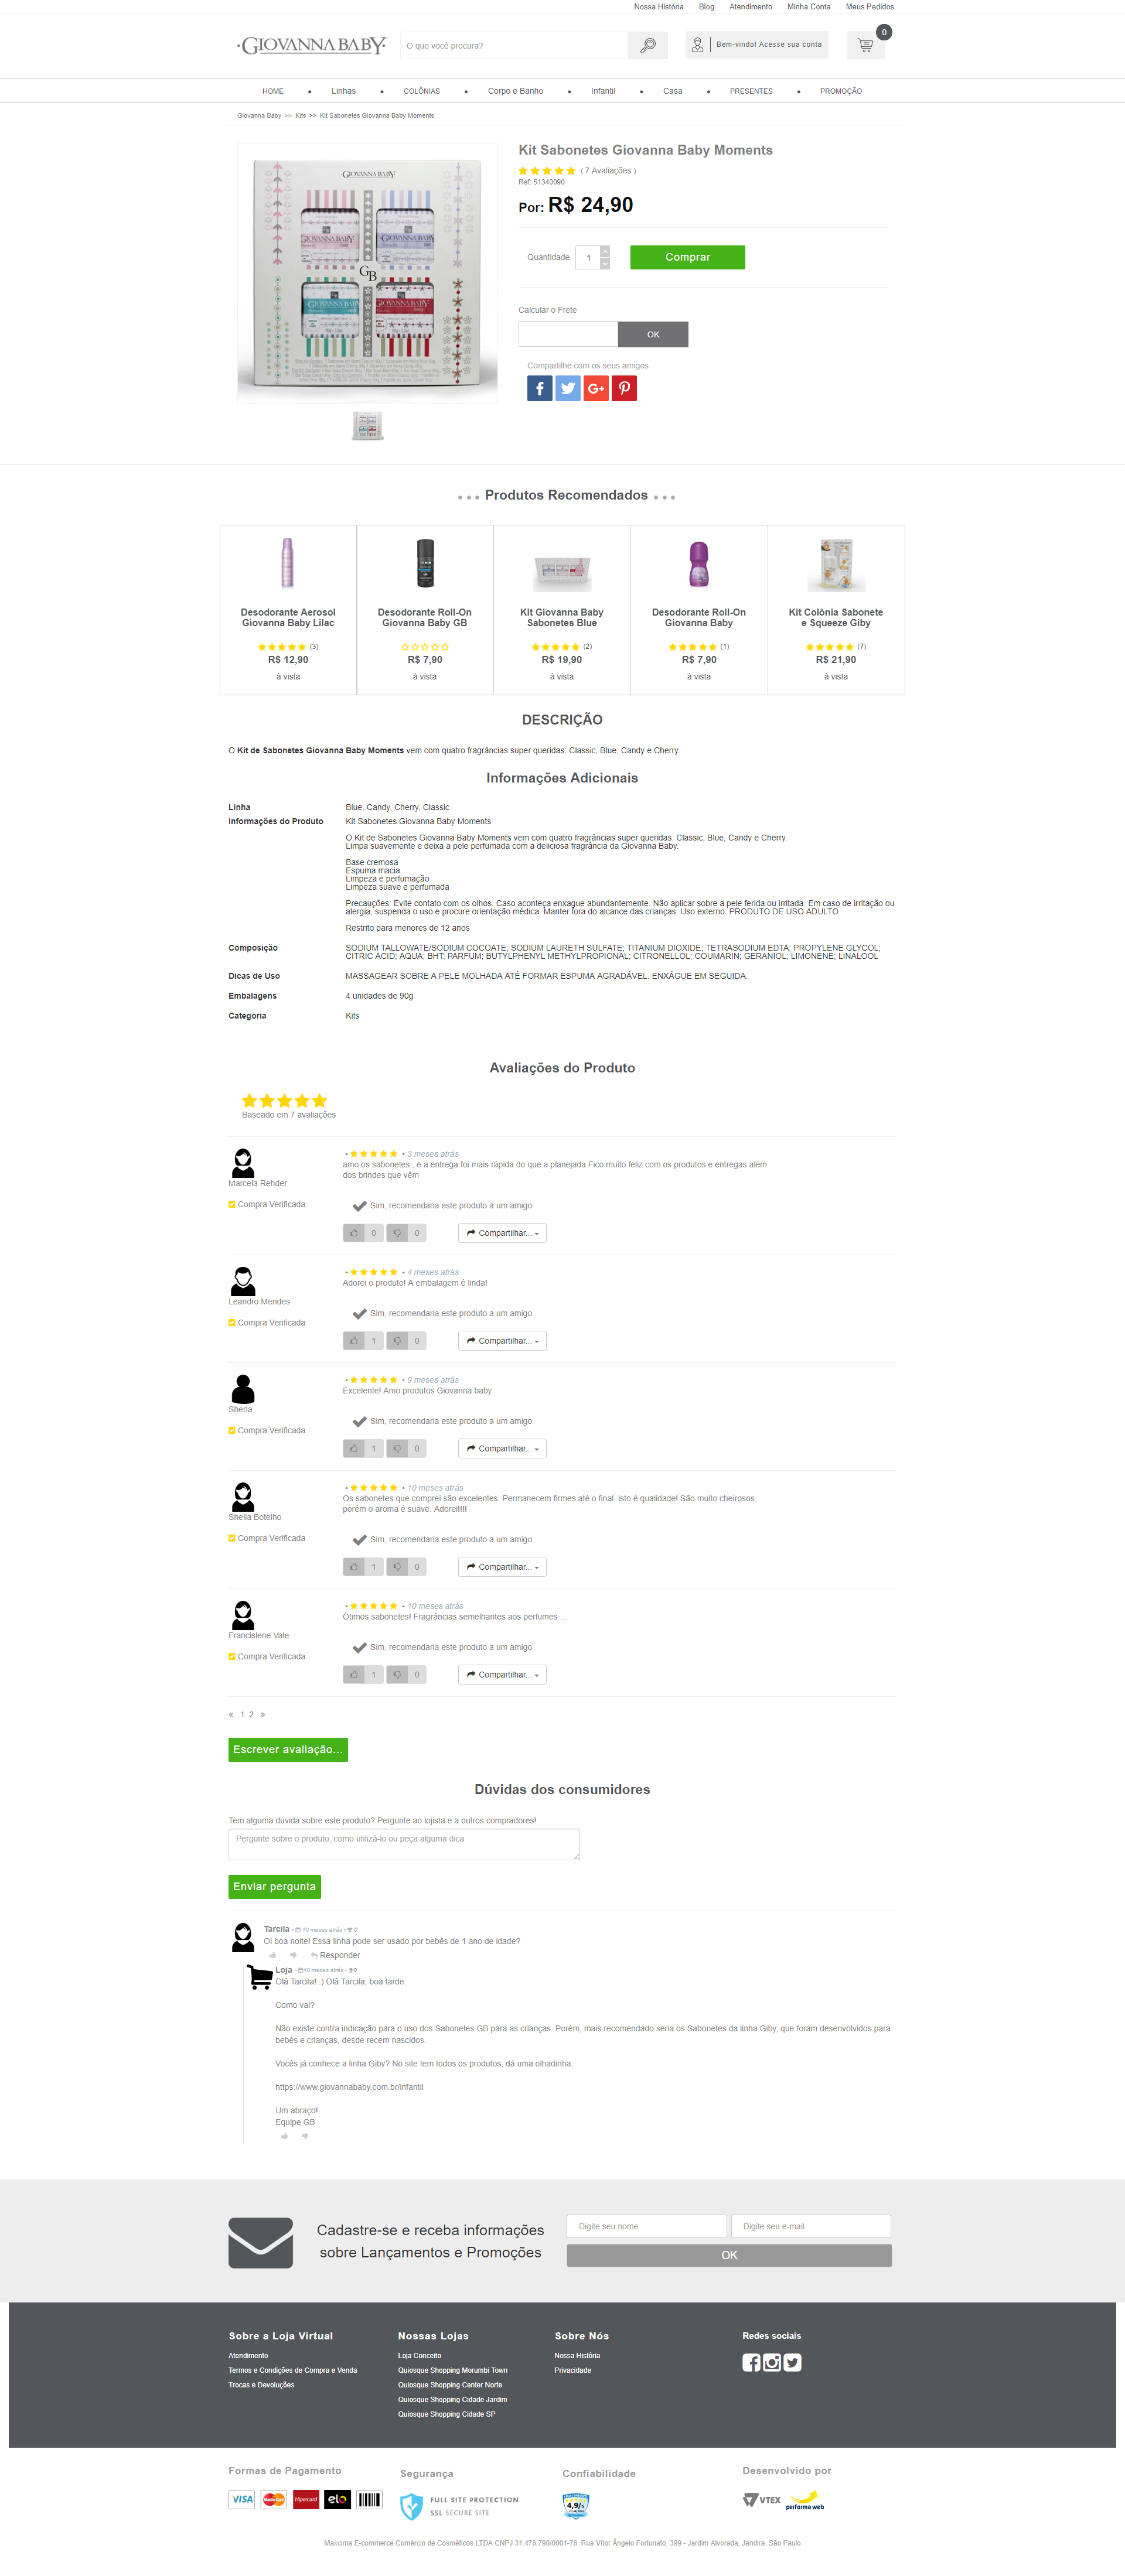 Nossa História Blog Atendimento Minha Conta Meus Pedidos
GIOVANNA BABY
O que você procura?
Bem-vindo! Acesse sua conta
0
HOME • Linhas • COLÔNIAS • Corpo e Banho • Infantil • Casa • PRESENTES • PROMOÇÃO
Giovanna Baby >> Kits >> Kit Sabonetes Giovanna Baby Moments
GIOVANNA BABY
GIOVANNA BABY GIOVANNA BABY
GB
GIOVANNA BABY GIOVANNA BABY
Kit Sabonetes Giovanna Baby Moments
( 7 Avaliações )
Ref: 51340090
Por: R$ 24,90
Quantidade 1 Comprar
Calcular o Frete
OK
Compartilhe com os seus amigos
Produtos Recomendados
Desodorante Aerosol
Giovanna Baby Lilac
(3)
R$ 12,90
à vista
Desodorante Roll-On
Giovanna Baby GB
R$ 7,90
à vista
Kit Giovanna Baby
Sabonetes Blue
(2)
R$ 19,90
à vista
Desodorante Roll-On
Giovanna Baby
(1)
R$ 7,90
à vista
Kit Colônia Sabonete
e Squeeze Giby
(7)
R$ 21,90
à vista
DESCRIÇÃO
O Kit de Sabonetes Giovanna Baby Moments vem com quatro fragrâncias super queridas: Classic, Blue, Candy e Cherry.
Informações Adicionais
Linha Blue, Candy, Cherry, Classic
Informações do Produto Kit Sabonetes Giovanna Baby Moments
O Kit de Sabonetes Giovanna Baby Moments vem com quatro fragrâncias super queridas: Classic, Blue, Candy e Cherry.
Limpa suavemente e deixa a pele perfumada com a deliciosa fragrância da Giovanna Baby.
Base cremosa
Espuma macia
Limpeza e perfumação
Limpeza suave e perfumada
Precauções: Evite contato com os olhos. Caso aconteça enxague abundantemente. Não aplicar sobre a pele ferida ou irritada. Em caso de irritação ou
alergia, suspenda o uso e procure orientação médica. Manter fora do alcance das crianças. Uso externo. PRODUTO DE USO ADULTO.
Restrito para menores de 12 anos
Composição SODIUM TALLOWATE/SODIUM COCOATE; SODIUM LAURETH SULFATE; TITANIUM DIOXIDE; TETRASODIUM EDTA; PROPYLENE GLYCOL;
CITRIC ACID; AQUA; BHT; PARFUM; BUTYLPHENYL METHYLPROPIONAL; CITRONELLOL; COUMARIN; GERANIOL; LIMONENE; LINALOOL
Dicas de Uso MASSAGEAR SOBRE A PELE MOLHADA ATÉ FORMAR ESPUMA AGRADÁVEL. ENXÁGUE EM SEGUIDA.
Embalagens 4 unidades de 90g
Categoria Kits
Avaliações do Produto
Baseado em 7 avaliações
• 3 meses atrás
amo os sabonetes , e a entrega foi mais rápida do que a planejada.Fico muito feliz com os produtos e entregas além
dos brindes que vêm
Marcela Rehder
Compra Verificada
Sim, recomendaria este produto a um amigo
0 0 Compartilhar...
• 4 meses atrás
Adorei o produto! A embalagem é linda!
Leandro Mendes
Compra Verificada
Sim, recomendaria este produto a um amigo
1 0 Compartilhar...
• 9 meses atrás
Excelente! Amo produtos Giovanna baby
Sherla
Compra Verificada
Sim, recomendaria este produto a um amigo
1 0 Compartilhar...
• 10 meses atrás
Os sabonetes que comprei são excelentes. Permanecem firmes até o final, isto é qualidade! São muito cheirosos,
porém o aroma é suave. Adorei!!!!!
Sheila Botelho
Compra Verificada
Sim, recomendaria este produto a um amigo
1 0 Compartilhar...
• 10 meses atrás
Ótimos sabonetes! Fragrâncias semelhantes aos perfumes ...
Francislene Vale
Compra Verificada
Sim, recomendaria este produto a um amigo
1 0 Compartilhar...
« 1 2 »
Escrever avaliação...
Dúvidas dos consumidores
Tem alguma dúvida sobre este produto? Pergunte ao lojista e a outros compradores!
Pergunte sobre o produto, como utilizá-lo ou peça alguma dica
Enviar pergunta
Tarcila - 10 meses atrás - 0
Oi boa noite! Essa linha pode ser usado por bebês de 1 ano de idade?
Responder
Loja - 10 meses atrás - 0
Olá Tarcila! :) Olá Tarcila, boa tarde.
Como vai?
Não existe contra indicação para o uso dos Sabonetes GB para as crianças. Porém, mais recomendado seria os Sabonetes da linha Giby, que foram desenvolvidos para
bebês e crianças, desde recem nascidos.
Vocês já conhece a linha Giby? No site tem todos os produtos, dá uma olhadinha:
https://www.giovannababy.com.br/infantil
Um abraço!
Equipe GB
Cadastre-se e receba informações
sobre Lançamentos e Promoções
Digite seu nome Digite seu e-mail
OK
Sobre a Loja Virtual
Atendimento
Termos e Condições de Compra e Venda
Trocas e Devoluções
Nossas Lojas
Loja Conceito
Quiosque Shopping Morumbi Town
Quiosque Shopping Center Norte
Quiosque Shopping Cidade Jardim
Quiosque Shopping Cidade SP
Sobre Nós
Nossa História
Privacidade
Redes sociais
Formas de Pagamento
VISA MasterCard Hipercard elo
Segurança
FULL SITE PROTECTION
SSL SECURE SITE
Confiabilidade
4,9/5
Desenvolvido por
VTEX performa web
Maxcima E-commerce Comércio de Cosméticos LTDA CNPJ 31.476.798/0001-76. Rua Vítor Ângelo Fortunato, 399 - Jardim Alvorada, Jandira. São Paulo